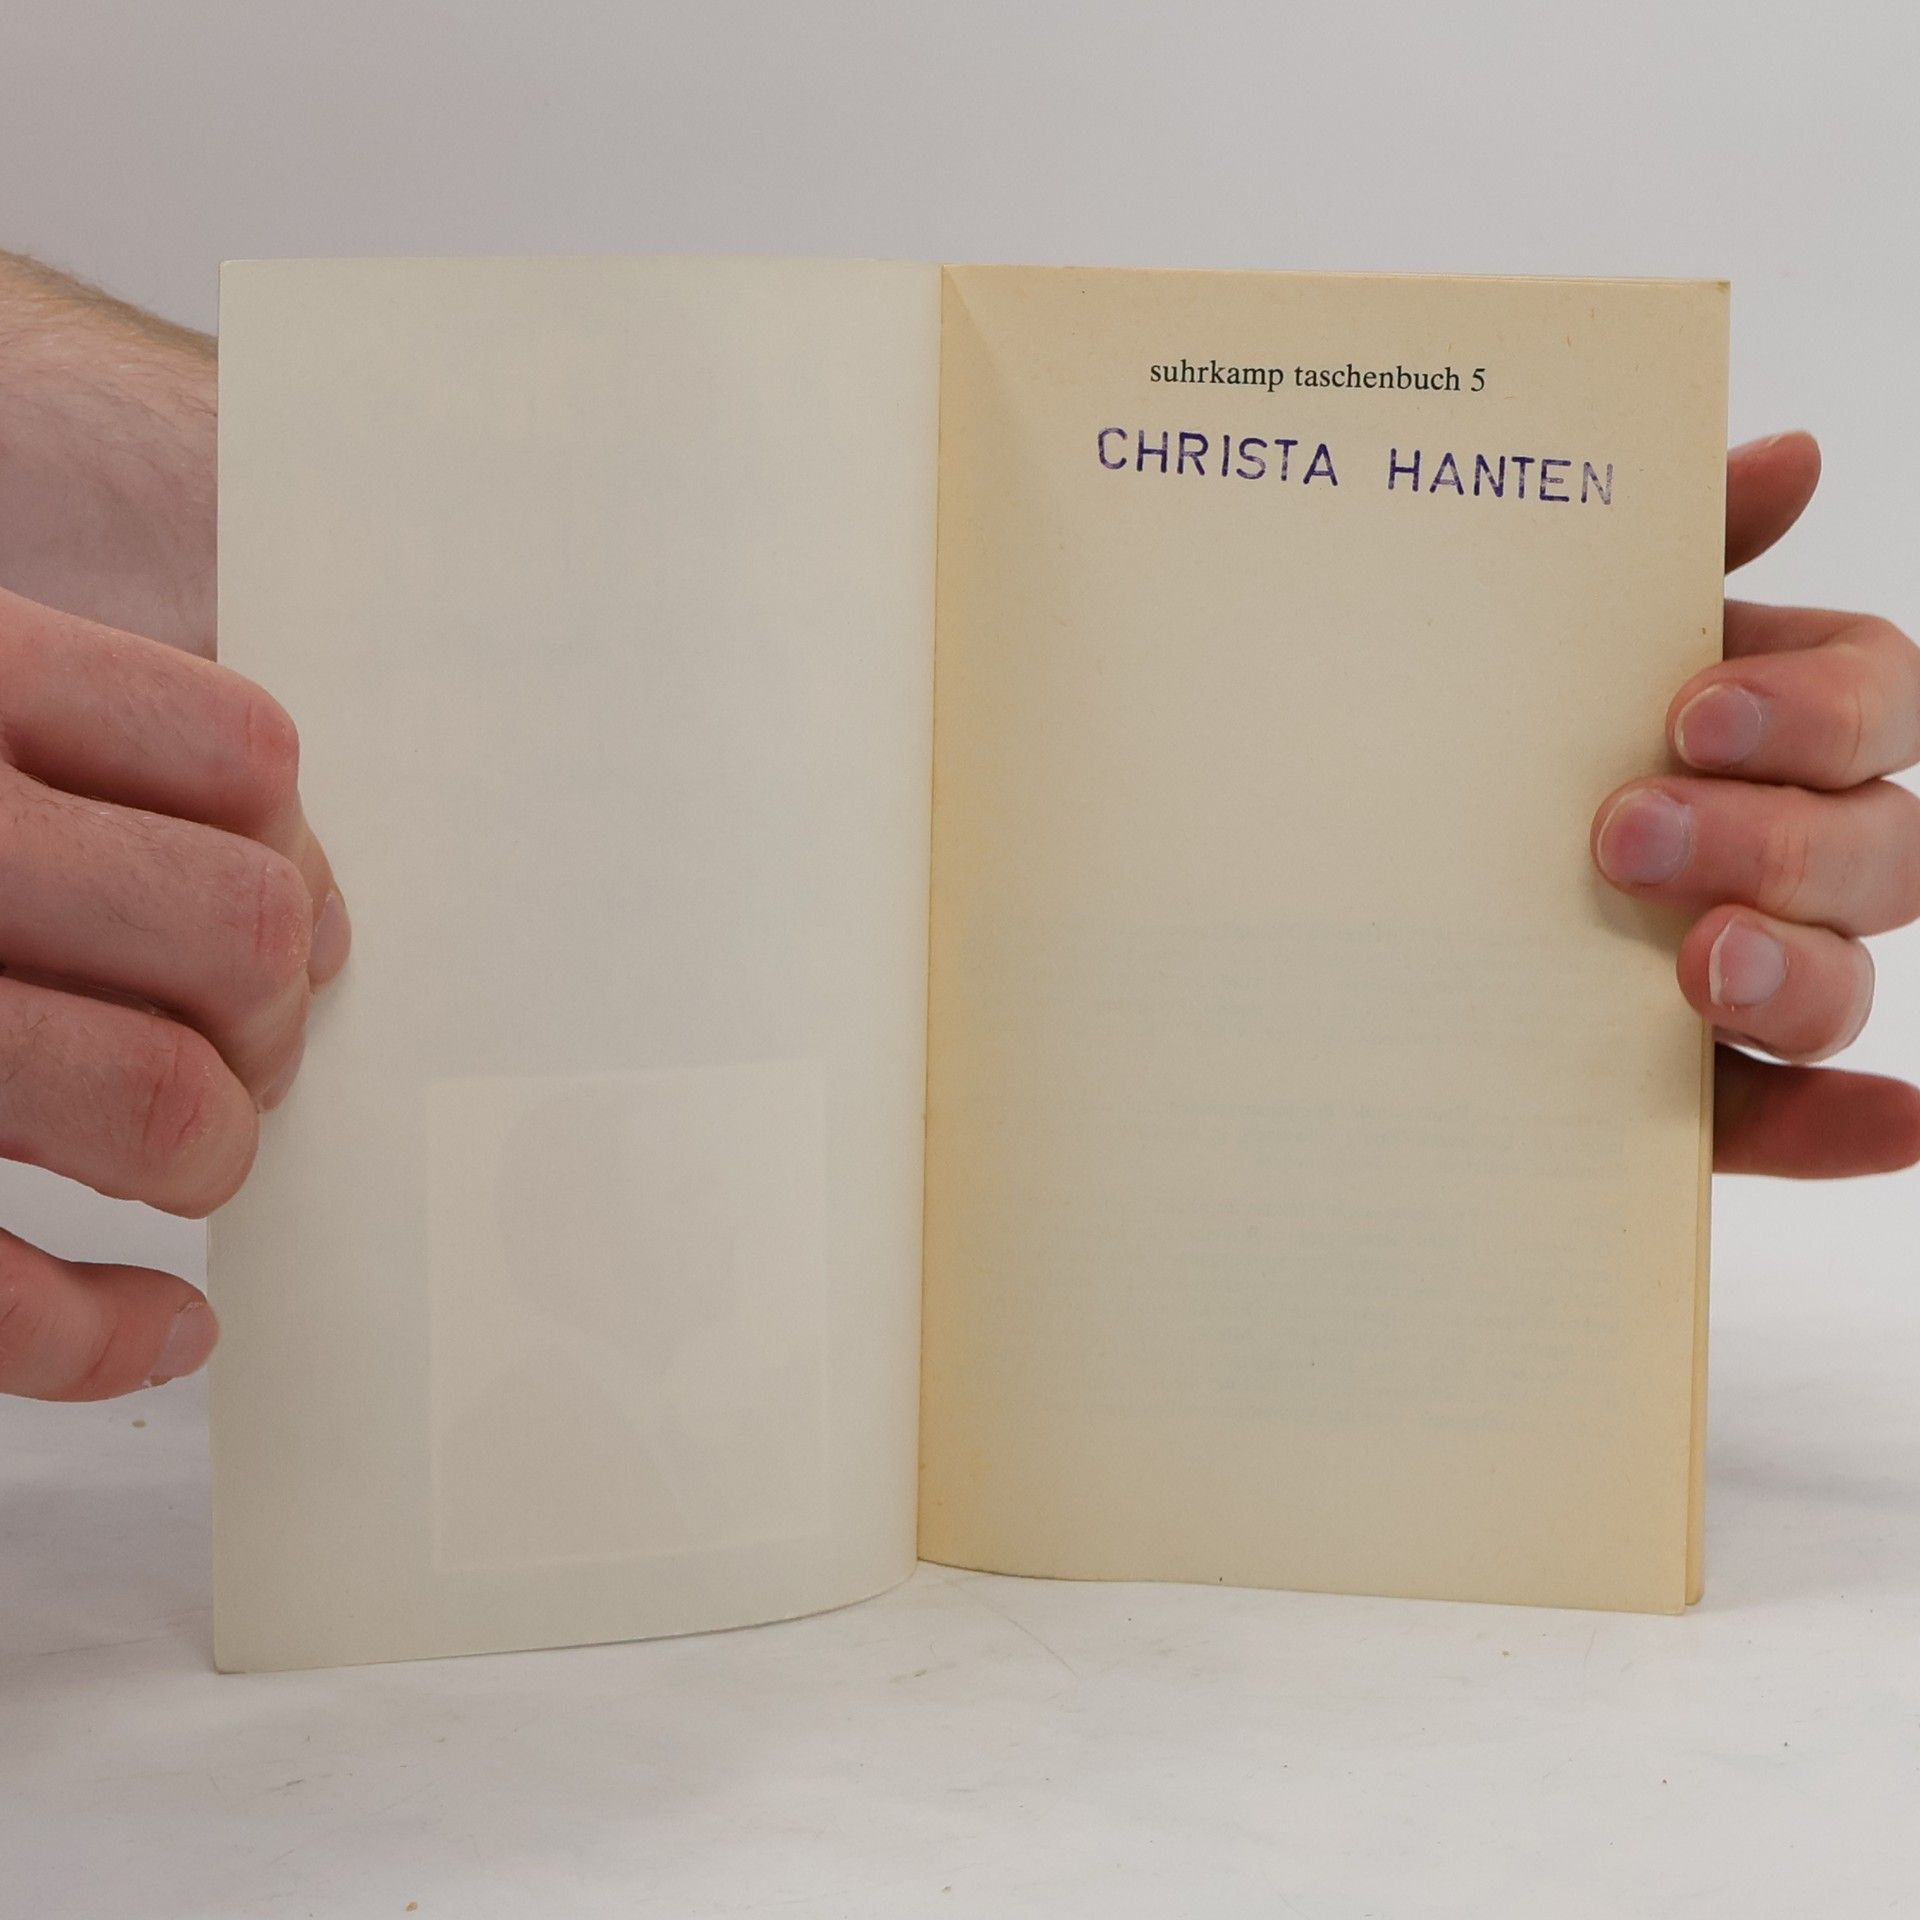 suhrkamp taschenbuch 5
CHRISTA HANTEN